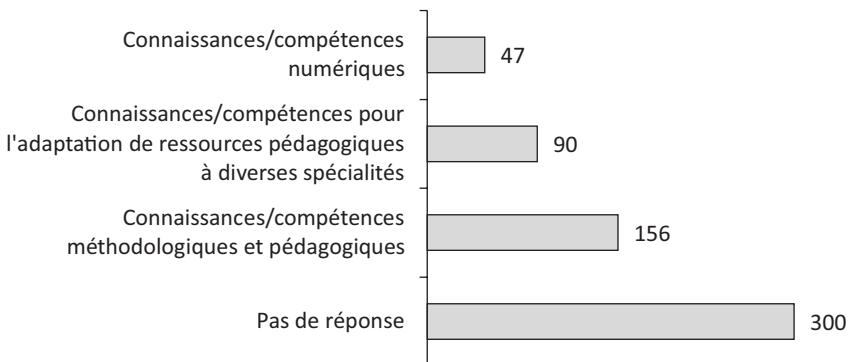 Connaissances/compétences
numériques
47
Connaissances/compétences pour
l'adaptation de ressources pédagogiques
à diverses spécialités
90
Connaissances/compétences
méthodologiques et pédagogiques
156
Pas de réponse
300